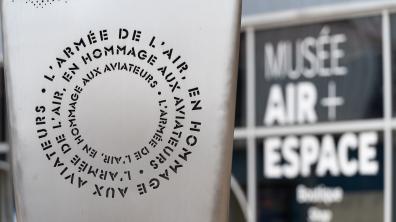 L'ARMÉE DE L'AIR, EN HOMMAGE AUX AVIATEURS •
L'ARMÉE DE L'AIR, EN HOMMAGE AUX AVIATEURS •
L'ARMÉE DE L'AIR, EN HOMMAGE AUX AVIATEURS •
MUSÉE
AIR +
ESPACE
Boutique